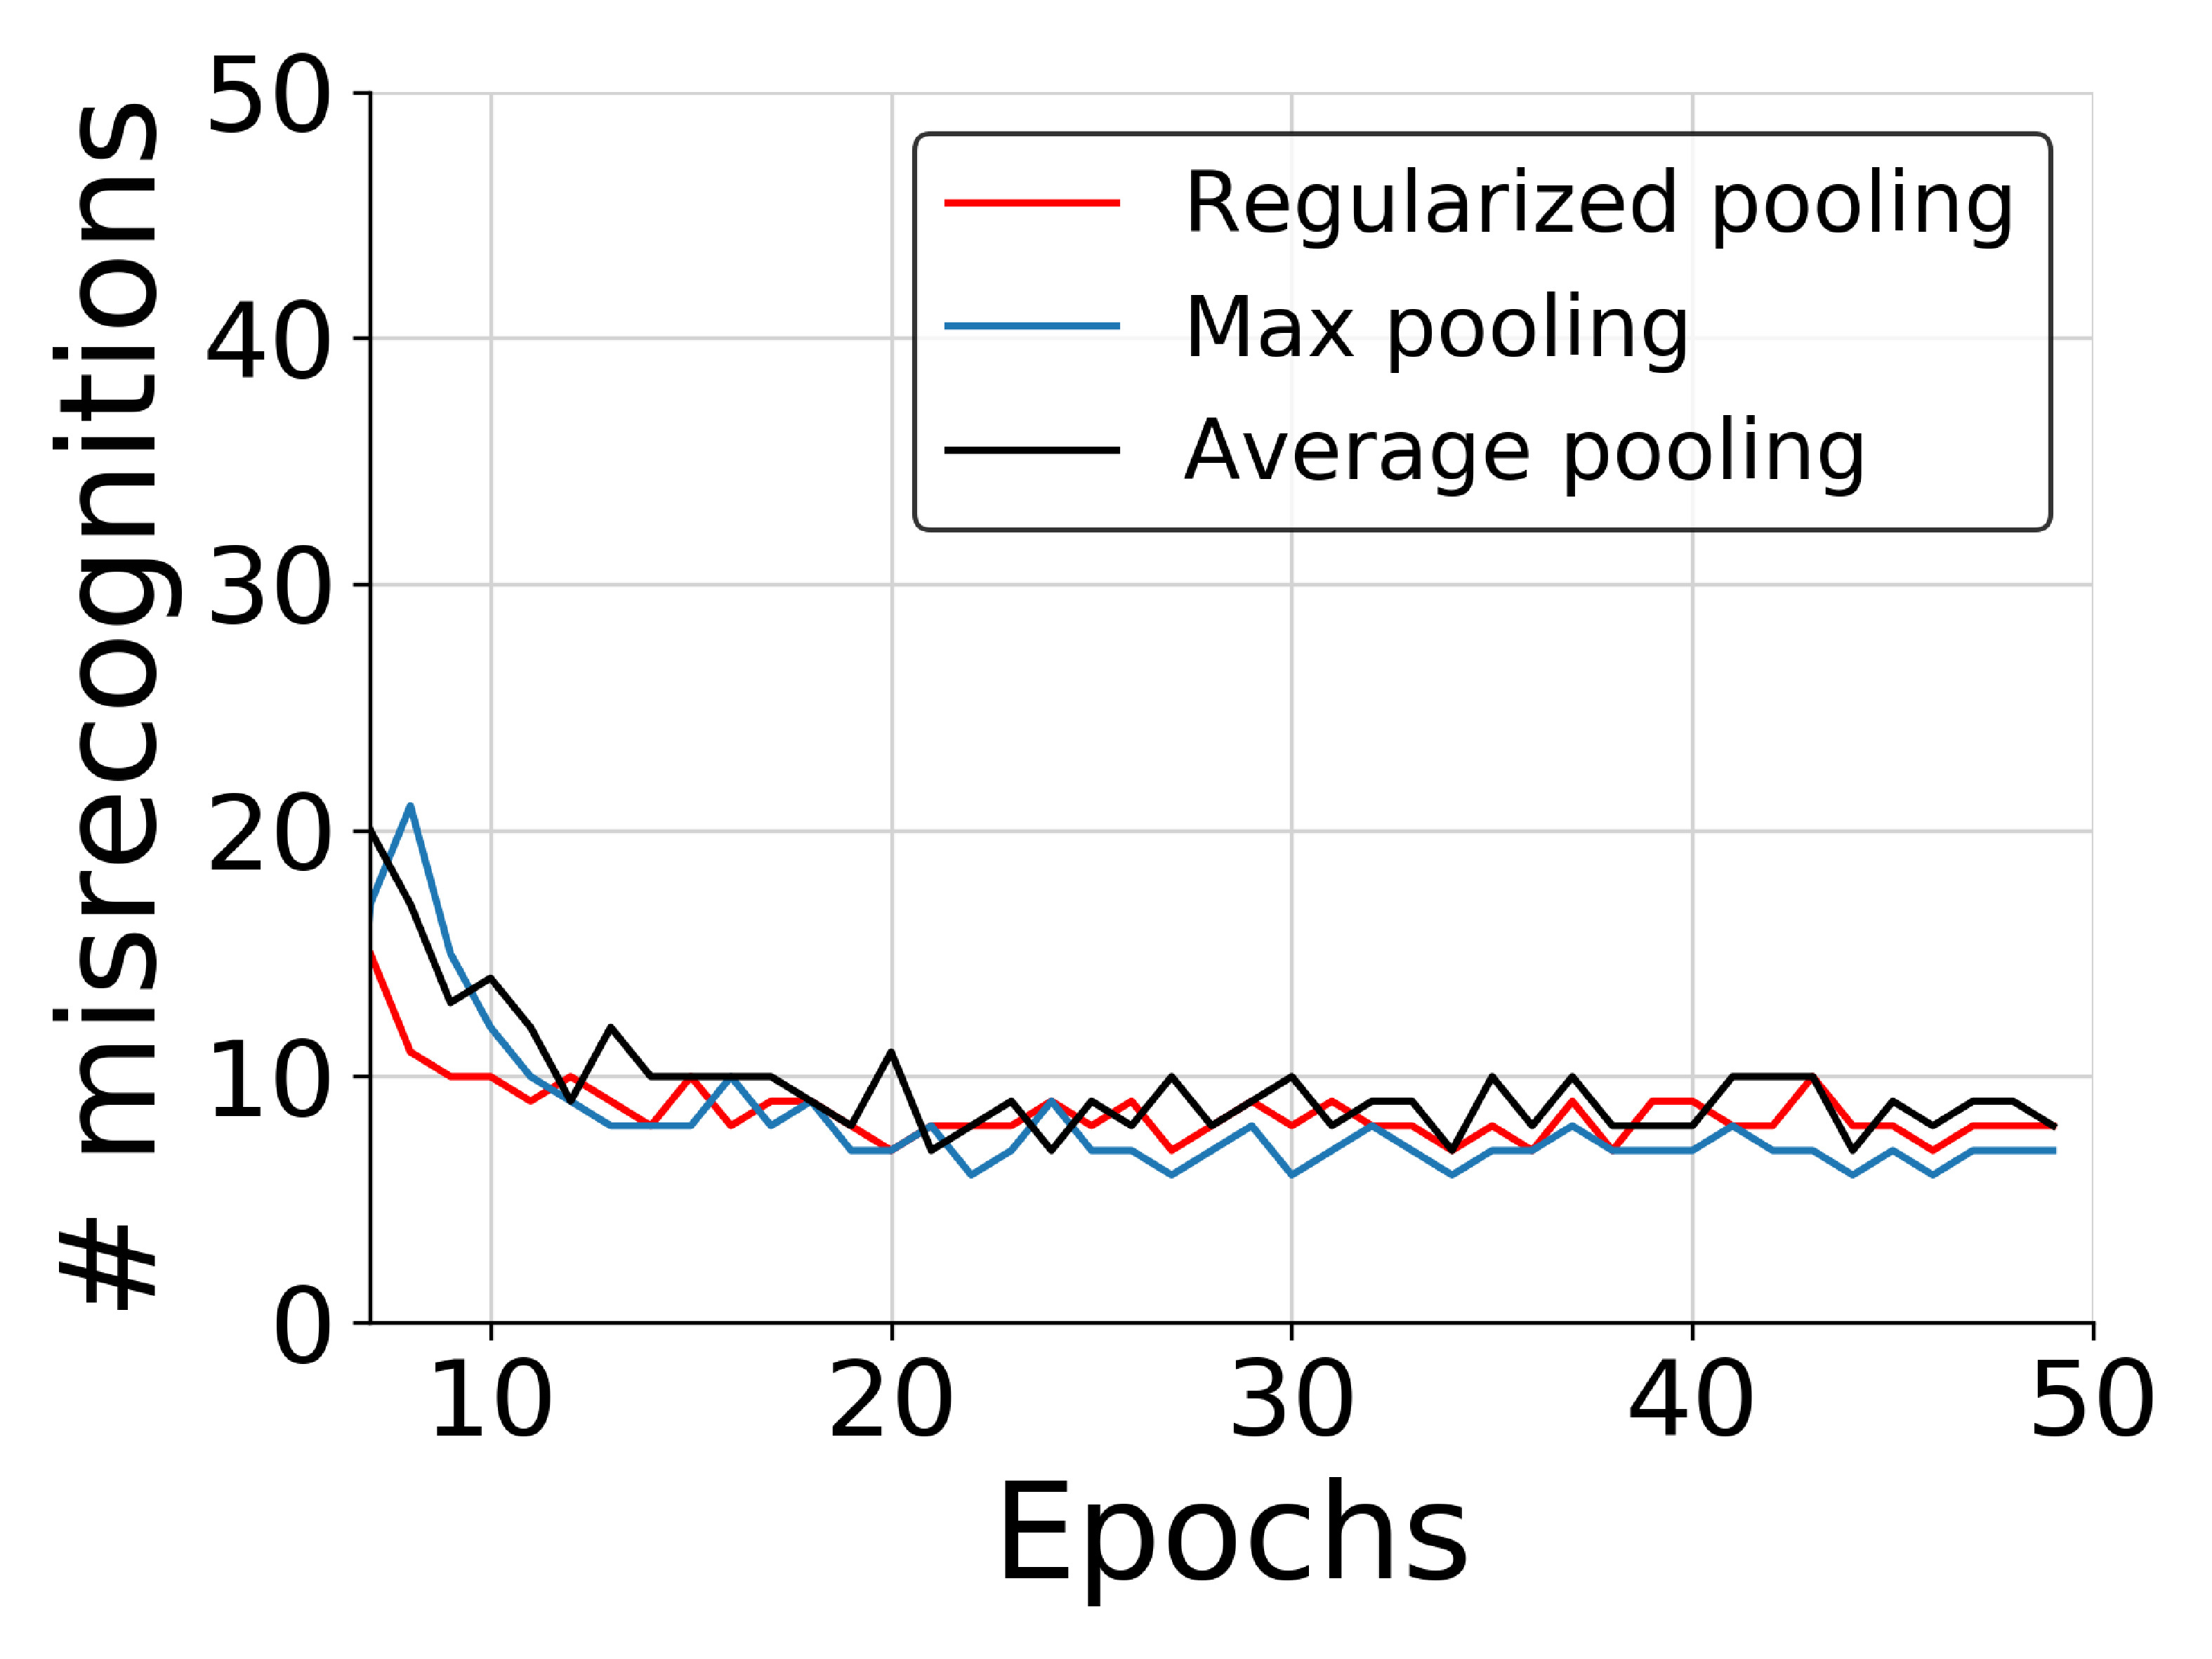 # misrecognitions
50
40
30
20
10
0
Regularized pooling
Max pooling
Average pooling
10 20 30 40 50
Epochs